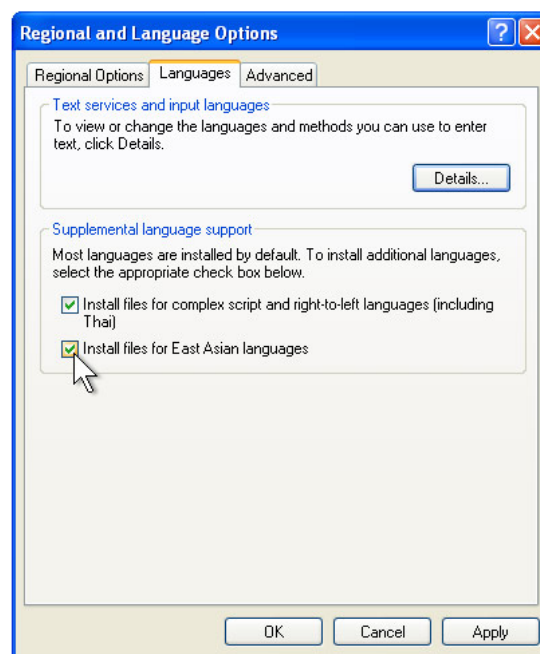 Regional and Language Options
Regional Options Languages Advanced
Text services and input languages
To view or change the languages and methods you can use to enter
text, click Details.
Details...
Supplemental language support
Most languages are installed by default. To install additional languages,
select the appropriate check box below.
Install files for complex script and right-to-left languages (including
Thai)
Install files for East Asian languages
OK Cancel Apply